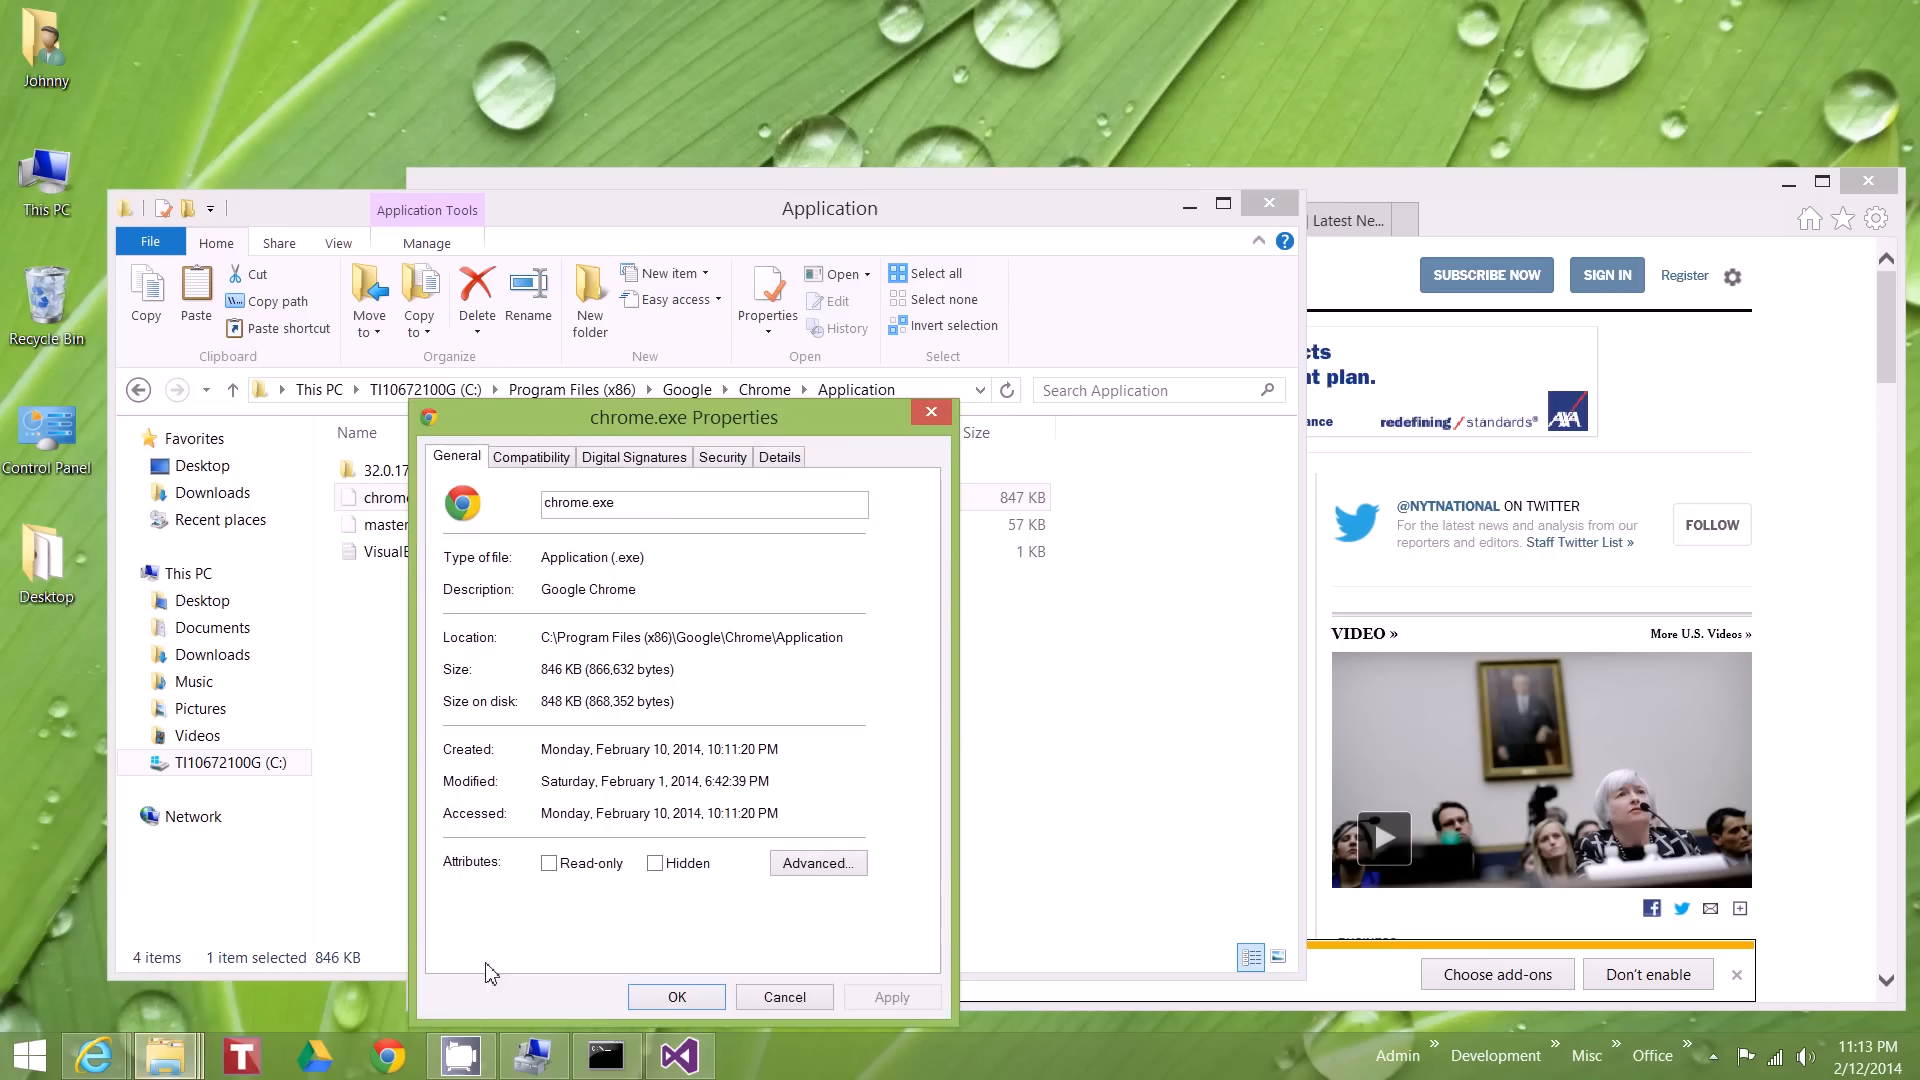 Johnny
This PC
Recycle Bin
Control Panel
Desktop
Application Tools
Application
File
Home
Share
View
Manage
Copy
Paste
Cut
Copy path
Paste shortcut
Clipboard
Move to
Copy to
Delete
Rename
Organize
New folder
New item
Easy access
New
Properties
Open
Edit
History
Open
Select all
Select none
Invert selection
Select
This PC
TI10672100G (C:)
Program Files (x86)
Google
Chrome
Application
Search Application
Favorites
Desktop
Downloads
Recent places
This PC
Desktop
Documents
Downloads
Music
Pictures
Videos
TI10672100G (C:)
Network
Name
Size
32.0.17
chrome
847 KB
master
57 KB
VisualE
1 KB
4 items 1 item selected 846 KB
chrome.exe Properties
General
Compatibility
Digital Signatures
Security
Details
chrome.exe
Type of file: Application (.exe)
Description: Google Chrome
Location: C:\Program Files (x86)\Google\Chrome\Application
Size: 846 KB (866,632 bytes)
Size on disk: 848 KB (868,352 bytes)
Created: Monday, February 10, 2014, 10:11:20 PM
Modified: Saturday, February 1, 2014, 6:42:39 PM
Accessed: Monday, February 10, 2014, 10:11:20 PM
Attributes: Read-only Hidden Advanced...
OK Cancel Apply
| Latest Ne...
SUBSCRIBE NOW
SIGN IN
Register
cts
t plan.
ance
redefining / standards
AXA
@NYTNATIONAL ON TWITTER
For the latest news and analysis from our
reporters and editors. Staff Twitter List »
FOLLOW
VIDEO »
More U.S. Videos »
Choose add-ons
Don't enable
T
Admin »
Development »
Misc »
Office »
11:13 PM
2/12/2014